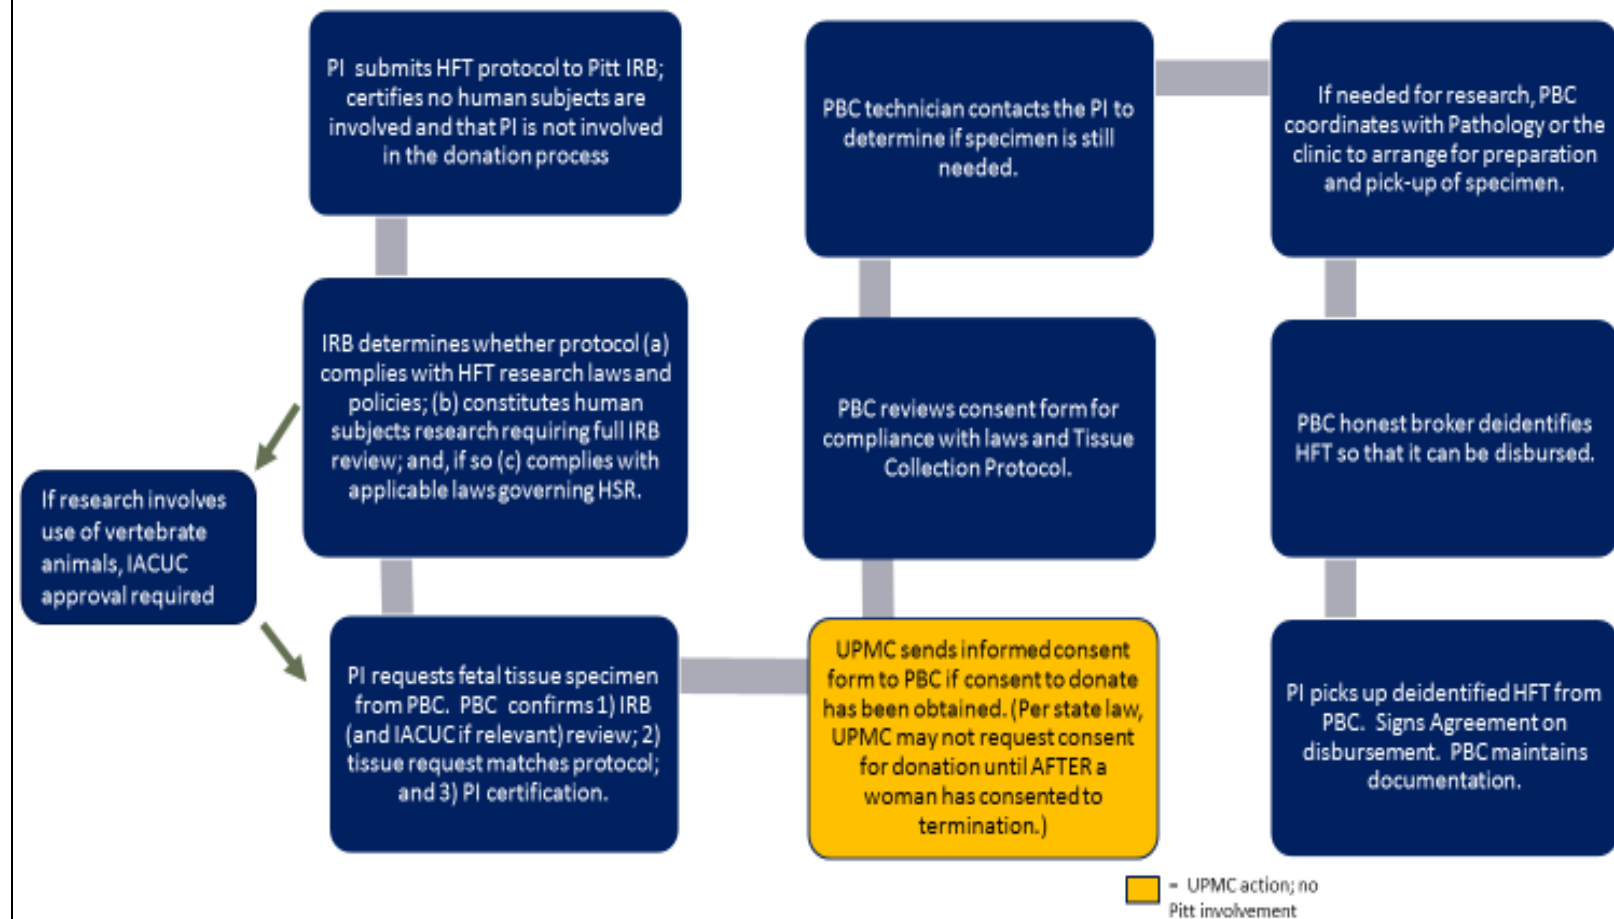 PI submits HFT protocol to Pitt IRB;
certifies no human subjects are
involved and that PI is not involved
in the donation process
IRB determines whether protocol (a)
complies with HFT research laws and
policies; (b) constitutes human
subjects research requiring full IRB
review; and, if so (c) complies with
applicable laws governing HSR.
If research involves
use of vertebrate
animals, IACUC
approval required
PI requests fetal tissue specimen
from PBC. PBC confirms 1) IRB
(and IACUC if relevant) review; 2)
tissue request matches protocol;
and 3) PI certification.
UPMC sends informed consent
form to PBC if consent to donate
has been obtained. (Per state law,
UPMC may not request consent
for donation until AFTER a
woman has consented to
termination.)
PBC reviews consent form for
compliance with laws and Tissue
Collection Protocol.
PBC technician contacts the PI to
determine if specimen is still
needed.
If needed for research, PBC
coordinates with Pathology or the
clinic to arrange for preparation
and pick-up of specimen.
PBC honest broker deidentifies
HFT so that it can be disbursed.
PI picks up deidentified HFT from
PBC. Signs Agreement on
disbursement. PBC maintains
documentation.
= UPMC action; no
Pitt involvement